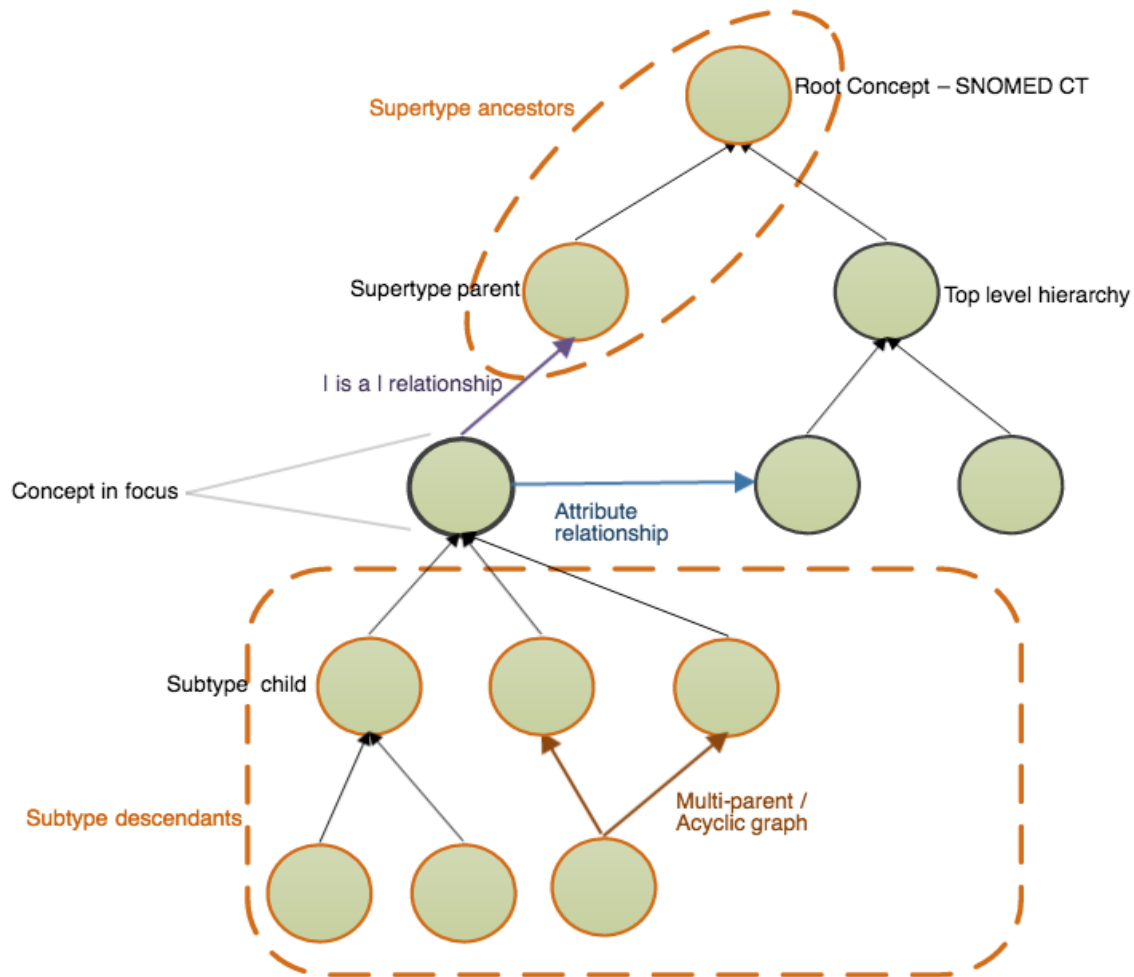 Root Concept – SNOMED CT
Supertype ancestors
Supertype parent
Top level hierarchy
I is a I relationship
Concept in focus
Attribute
relationship
Subtype child
Multi-parent /
Acyclic graph
Subtype descendants